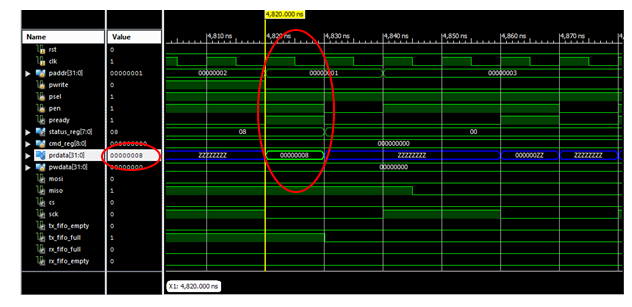 4,820.000 ns
Name Value
4,810 ns 4,820 ns 4,830 ns 4,840 ns 4,850 ns 4,860 ns 4,870 ns
rst 0
clk 1
paddr[31:0] 00000001 00000002 00000001 00000003
pwrite 0
psel 1
pen 1
pready 1
status_reg[7:0] 08 08 00
cmd_reg[8:0] 000000000 000000000
prdata[31:0] 00000008 ZZZZZZZZ 00000008 ZZZZZZZZ 000000ZZ ZZZZZZZZ
pwdata[31:0] 00000000 00000000
mosi 0
miso 1
cs 0
sck 0
tx_fifo_empty 0
tx_fifo_full 1
rx_fifo_full 0
rx_fifo_empty 0
X1: 4,820.000 ns